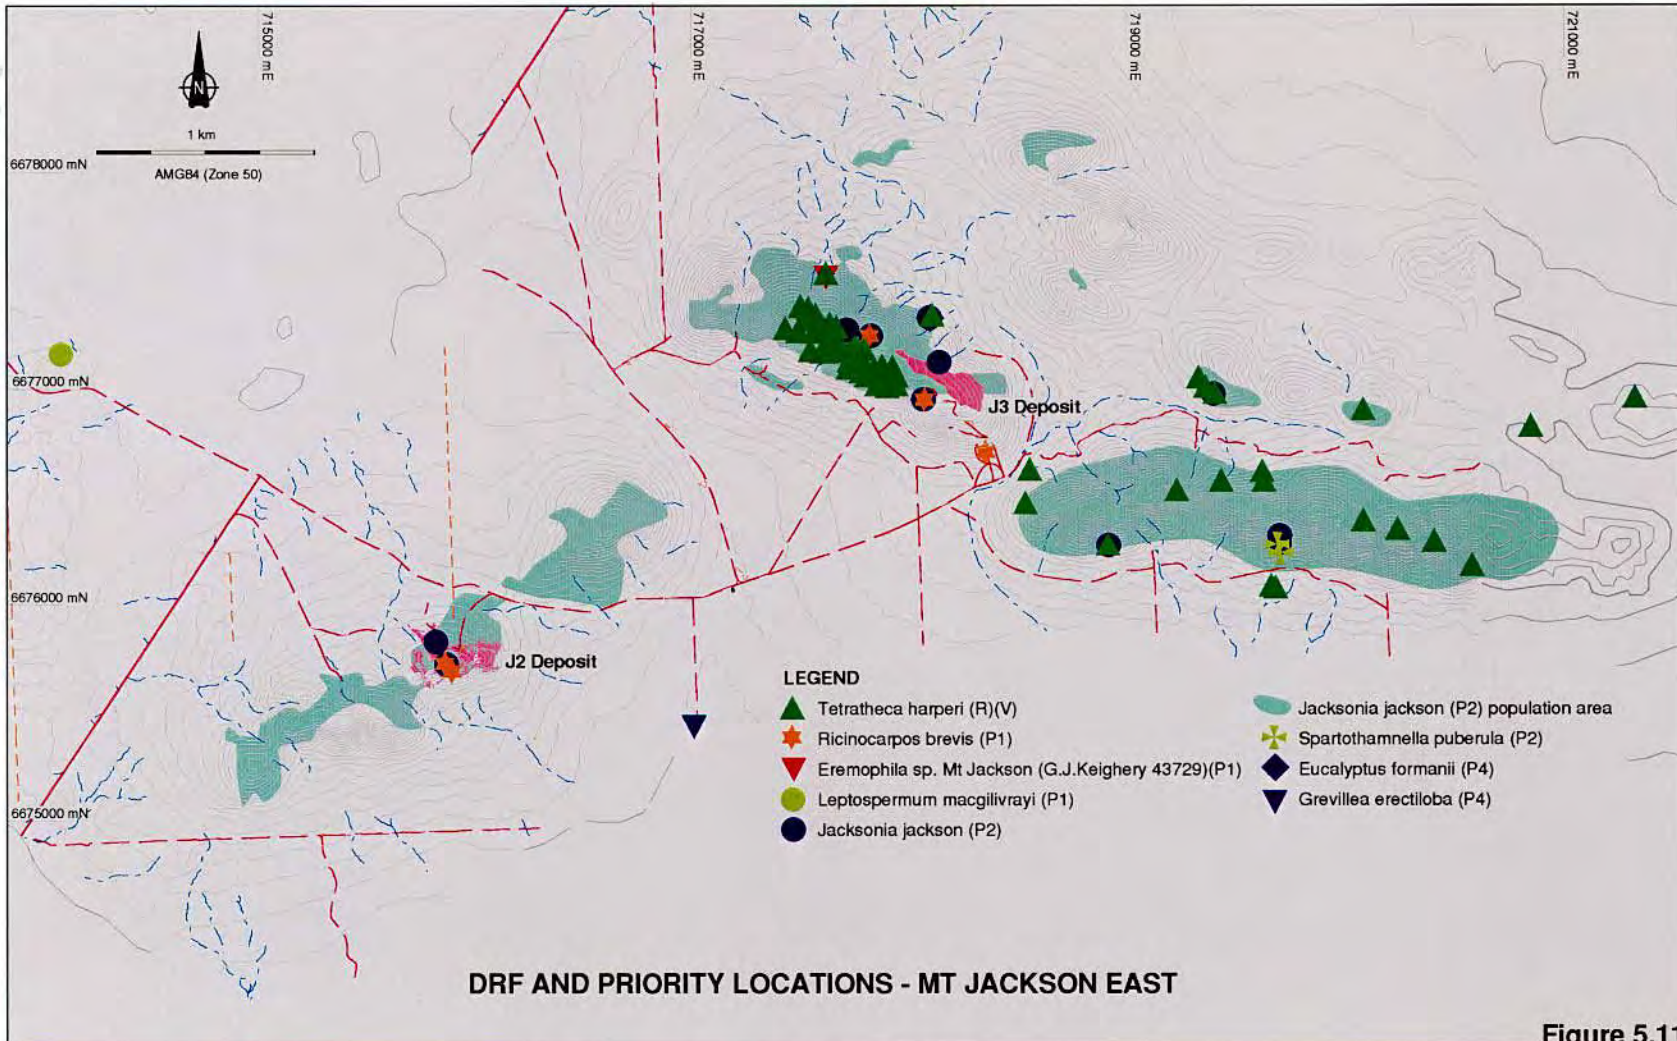 715000 mE
717000 mE
719000 mE
721000 mE
N
1 km
AMG84 (Zone 50)
6678000 mN
6677000 mN
6676000 mN
6675000 mN
J3 Deposit
J2 Deposit
LEGEND
Tetratheca harperi (R)(V)
Ricinocarpos brevis (P1)
Eremophila sp. Mt Jackson (G.J.Keighery 43729)(P1)
Leptospermum macgilivrayi (P1)
Jacksonia jackson (P2)
Jacksonia jackson (P2) population area
Spartothamnella puberula (P2)
Eucalyptus formanii (P4)
Grevillea erectiloba (P4)
DRF AND PRIORITY LOCATIONS - MT JACKSON EAST
Figure 5.11